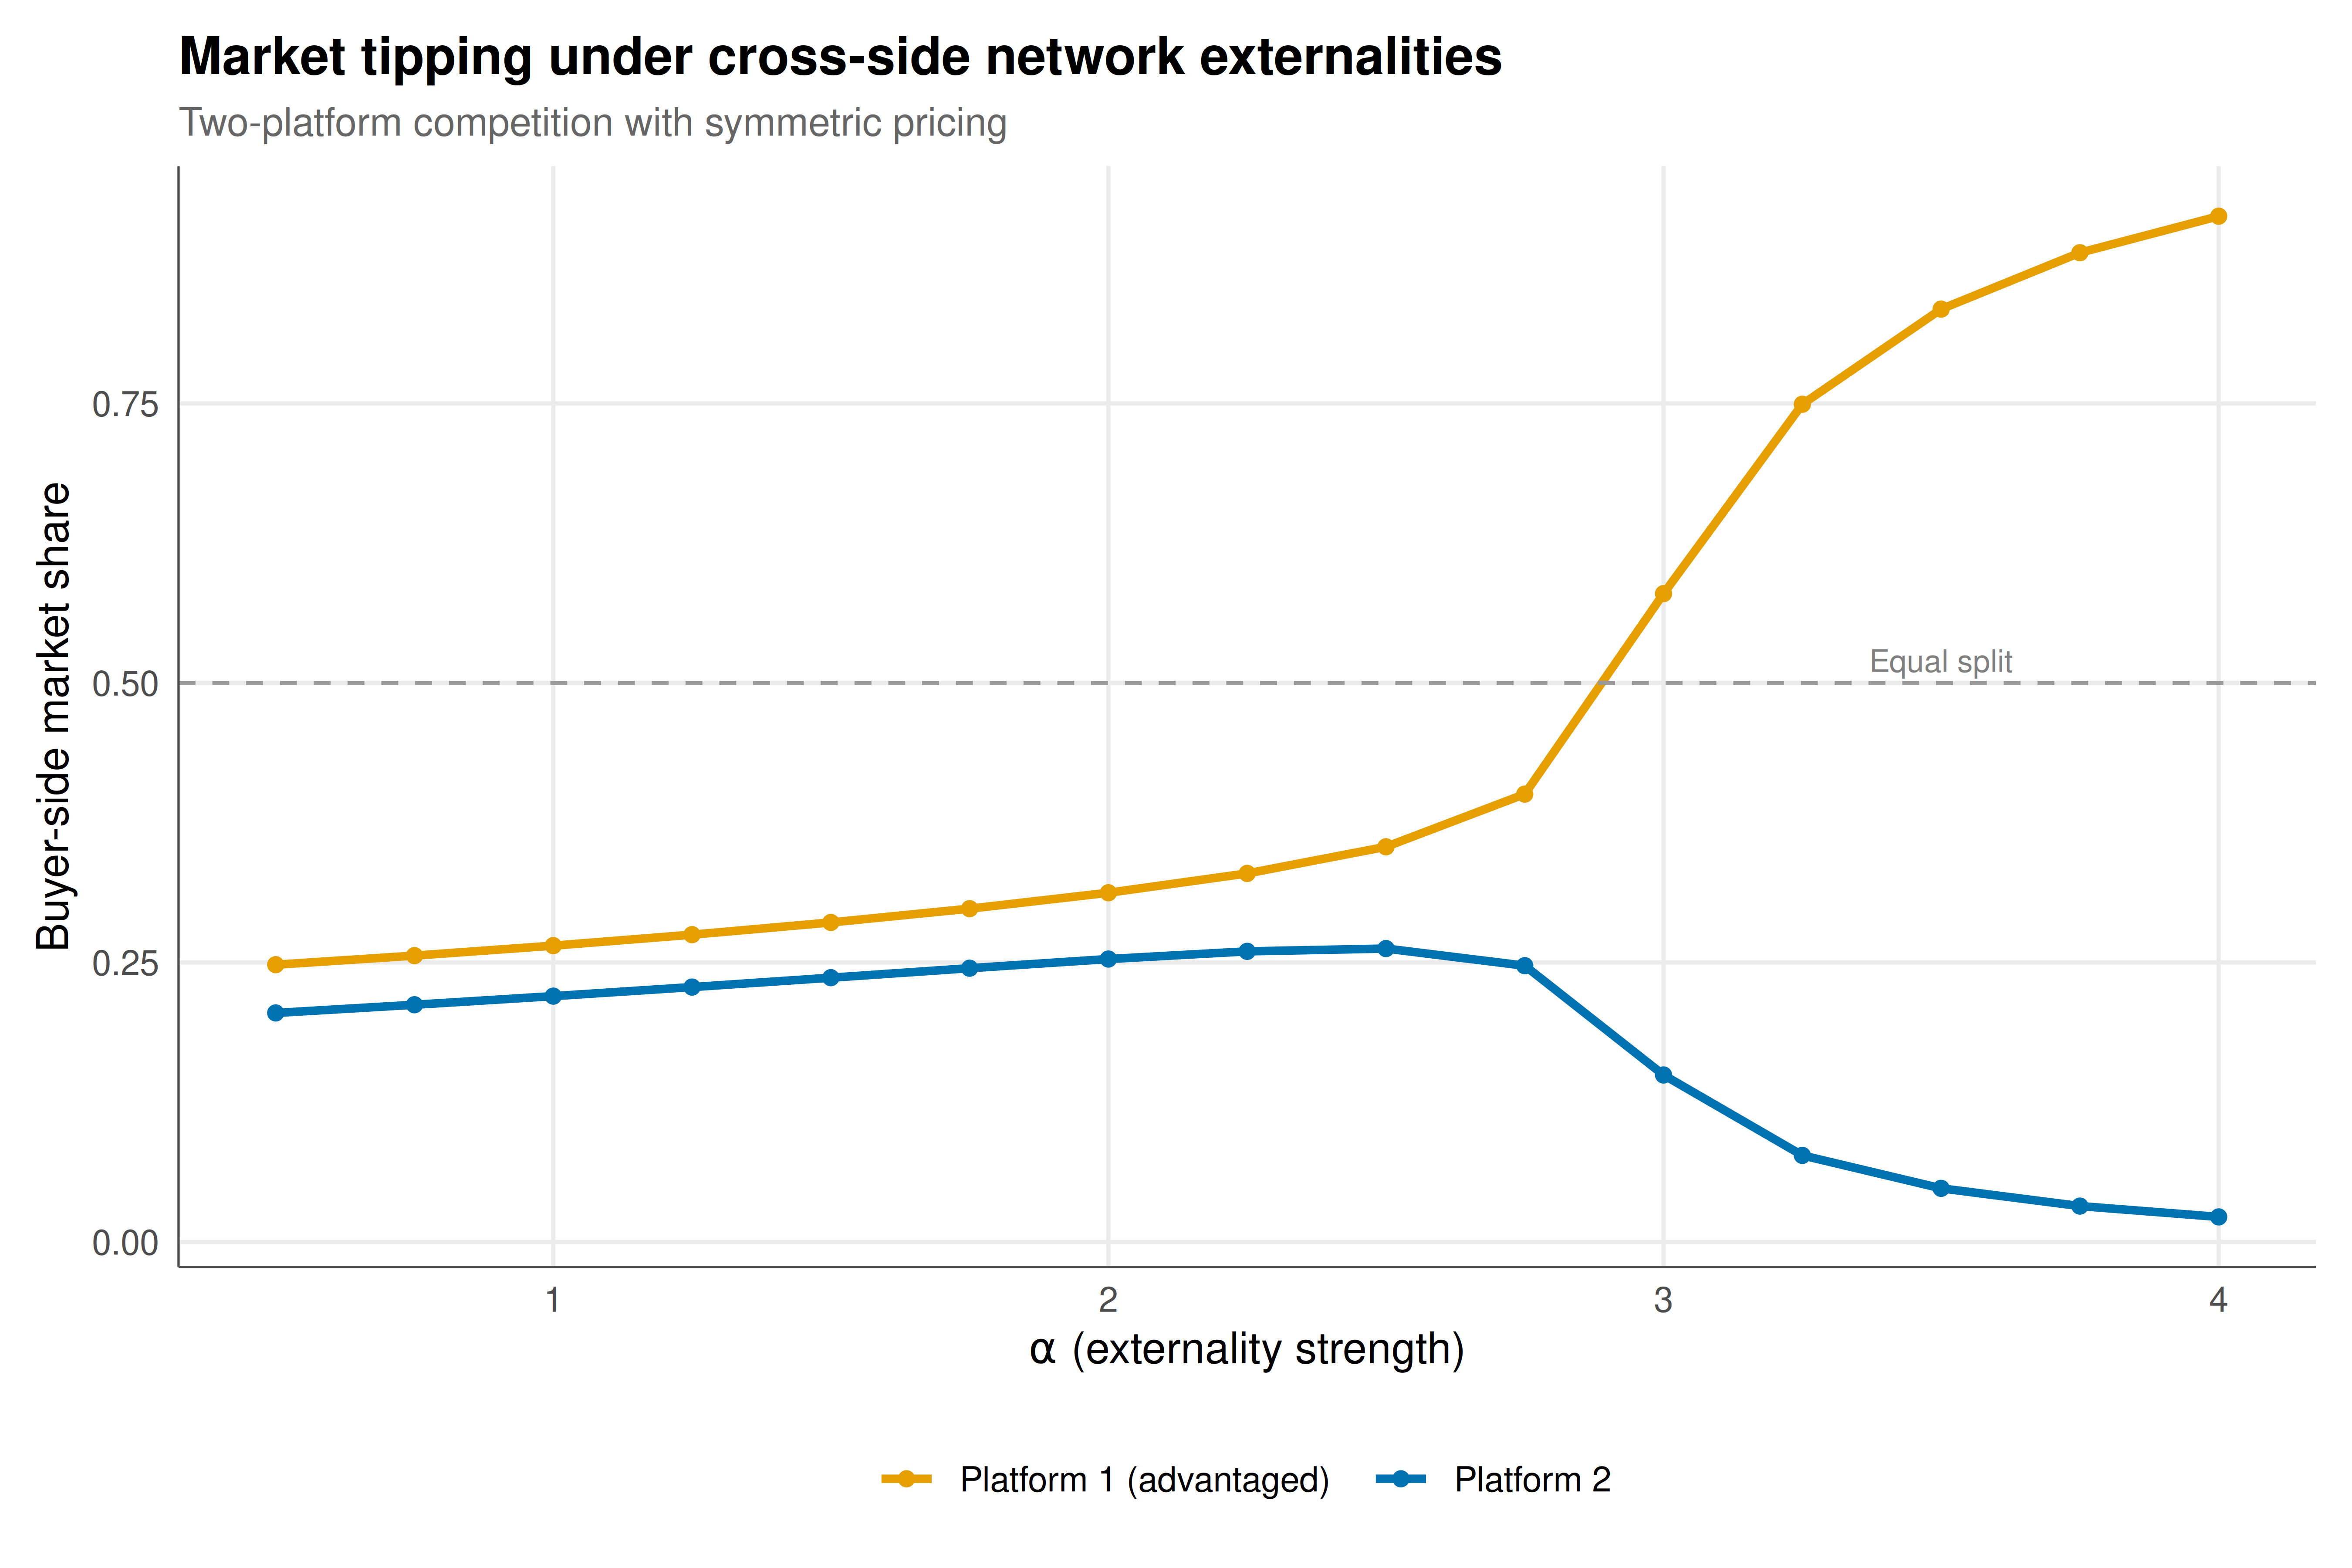 Market tipping under cross-side network externalities
Two-platform competition with symmetric pricing
Buyer-side market share
0.75
0.50
0.25
0.00
Equal split
1
2
3
4
α (externality strength)
Platform 1 (advantaged)
Platform 2